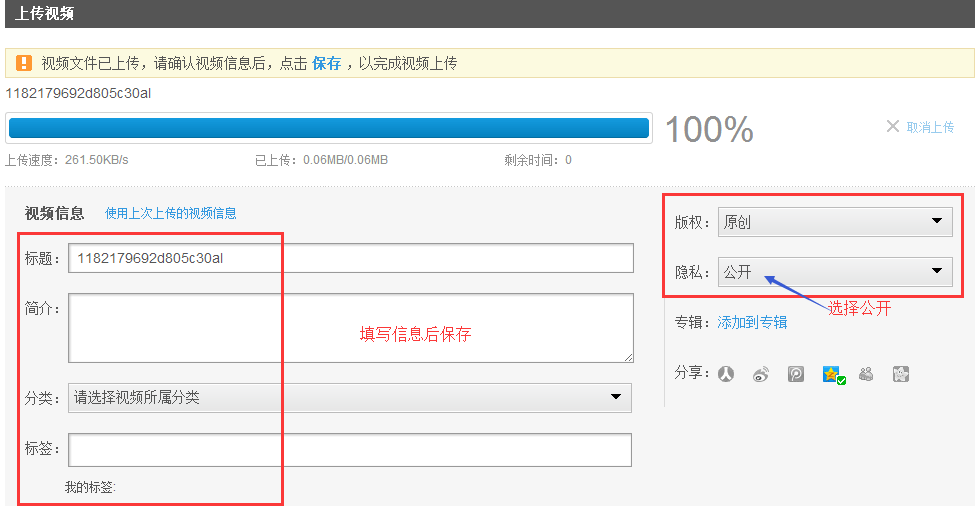 上传视频
视频文件已上传，请确认视频信息后，点击 保存 ，以完成视频上传
1182179692d805c30al
100%
取消上传
上传速度：261.50KB/s 已上传：0.06MB/0.06MB 剩余时间：0
视频信息 使用上次上传的视频信息
标题： 1182179692d805c30al
简介：
填写信息后保存
分类： 请选择视频所属分类
标签：
我的标签:
版权： 原创
隐私： 公开
选择公开
专辑： 添加到专辑
分享：